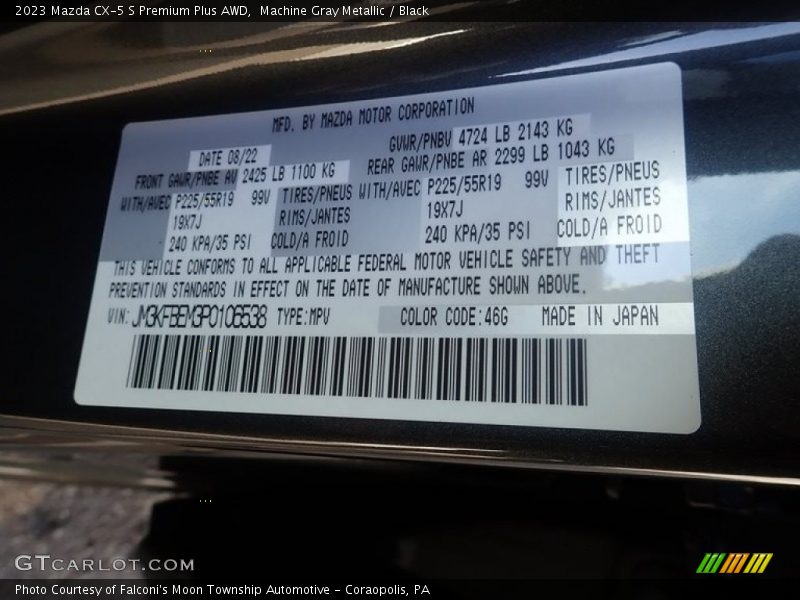 2023 Mazda CX-5 S Premium Plus AWD, Machine Gray Metallic / Black
MFD. BY MAZDA MOTOR CORPORATION
DATE 08/22 GVWR/PNBV 4724 LB 2143 KG
FRONT GAWR/PNBE AV 2425 LB 1100 KG REAR GAWR/PNBE AR 2299 LB 1043 KG
WITH/AVEC P225/55R19 99V TIRES/PNEUS WITH/AVEC P225/55R19 99V TIRES/PNEUS
19X7J RIMS/JANTES 19X7J RIMS/JANTES
240 KPA/35 PSI COLD/A FROID 240 KPA/35 PSI COLD/A FROID
THIS VEHICLE CONFORMS TO ALL APPLICABLE FEDERAL MOTOR VEHICLE SAFETY AND THEFT
PREVENTION STANDARDS IN EFFECT ON THE DATE OF MANUFACTURE SHOWN ABOVE.
VIN: TYPE:MPV COLOR CODE:46G MADE IN JAPAN
GTCARLOT.COM
Photo Courtesy of Falconi's Moon Township Automotive - Coraopolis, PA